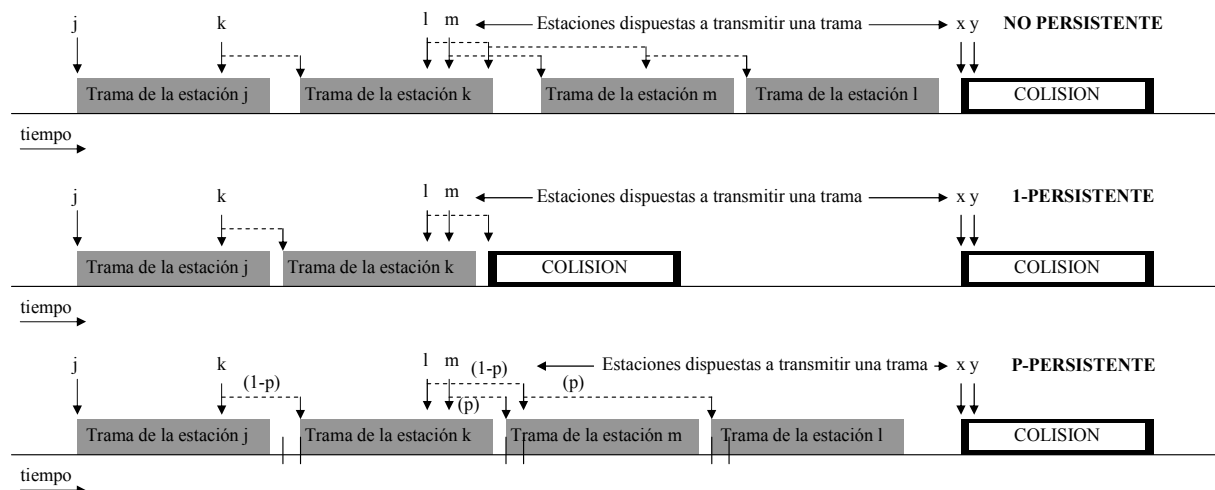 j k l m Estaciones dispuestas a transmitir una trama x y NO PERSISTENTE
Trama de la estación j Trama de la estación k Trama de la estación m Trama de la estación l COLISION
tiempo
j k l m Estaciones dispuestas a transmitir una trama x y 1-PERSISTENTE
Trama de la estación j Trama de la estación k COLISION COLISION
tiempo
j k l m Estaciones dispuestas a transmitir una trama x y P-PERSISTENTE
(1-p) (1-p) (p)
(p)
Trama de la estación j Trama de la estación k Trama de la estación m Trama de la estación l COLISION
tiempo